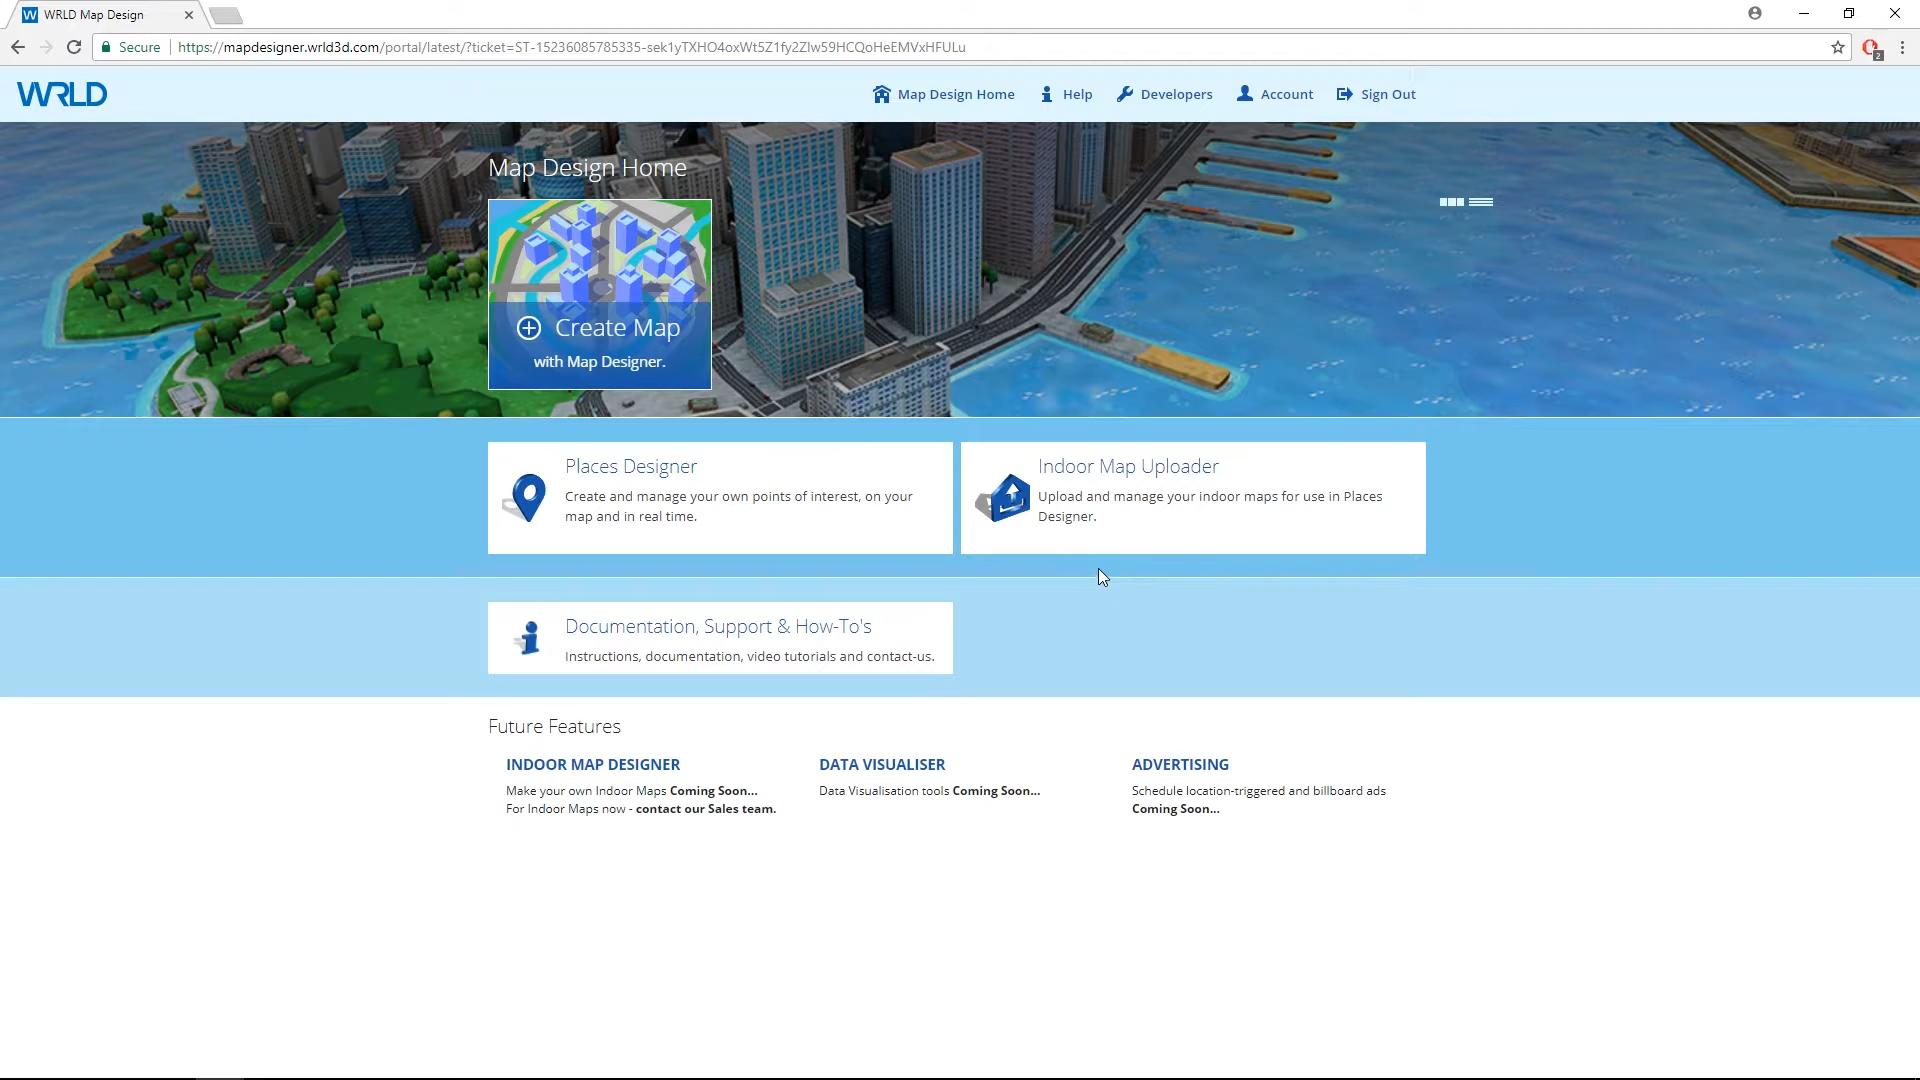 WRLD Map Design
Secure https://mapdesigner.wrld3d.com/portal/latest/?ticket=ST-15236085785335-sek1yTXHO4oxWt5Z1fy2ZIw59HCQoHeEMVxHFULu
2
WRLD
Map Design Home
Help
Developers
Account
Sign Out
Map Design Home
Create Map
with Map Designer.
Places Designer
Create and manage your own points of interest, on your
map and in real time.
Indoor Map Uploader
Upload and manage your indoor maps for use in Places
Designer.
Documentation, Support & How-To's
Instructions, documentation, video tutorials and contact-us.
Future Features
INDOOR MAP DESIGNER
Make your own Indoor Maps Coming Soon...
For Indoor Maps now - contact our Sales team.
DATA VISUALISER
Data Visualisation tools Coming Soon...
ADVERTISING
Schedule location-triggered and billboard ads
Coming Soon...